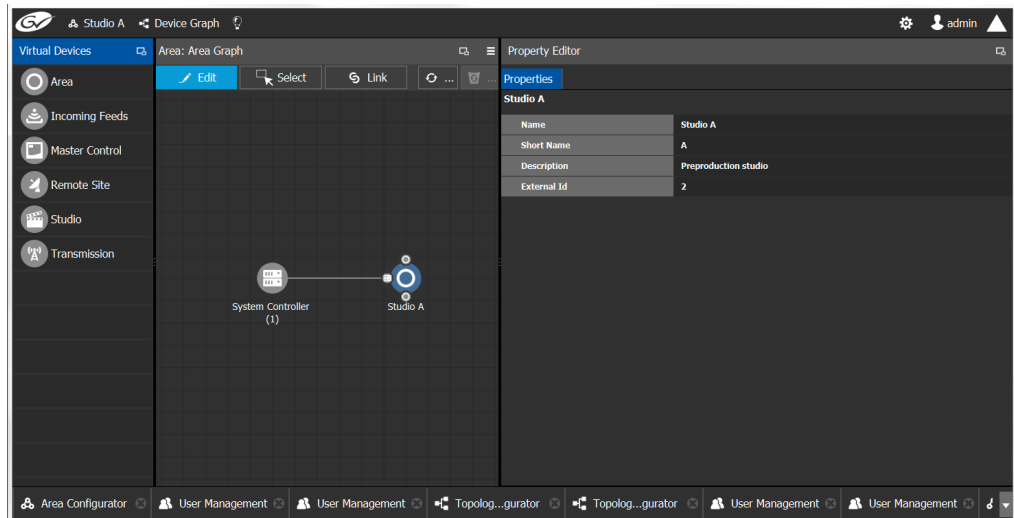 GV Studio A Device Graph admin
Virtual Devices
Area
Incoming Feeds
Master Control
Remote Site
Studio
Transmission
Area: Area Graph
Edit Select Link ... ...
System Controller
(1)
Studio A
Property Editor
Properties
Studio A
Name Studio A
Short Name A
Description Preproduction studio
External Id 2
Area Configurator User Management User Management Topolog...gurator Topolog...gurator User Management User Management